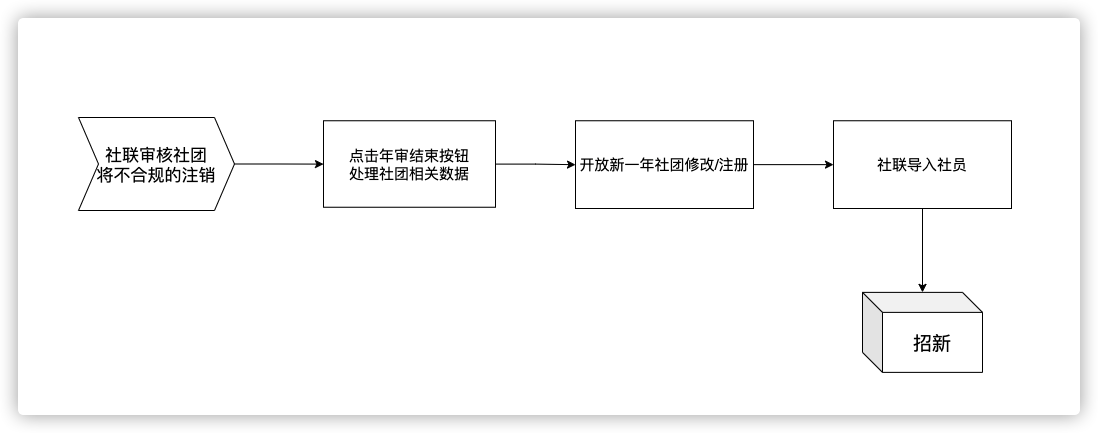 社联审核社团
将不合规的注销
点击年审结束按钮
处理社团相关数据
开放新一年社团修改/注册
社联导入社员
招新